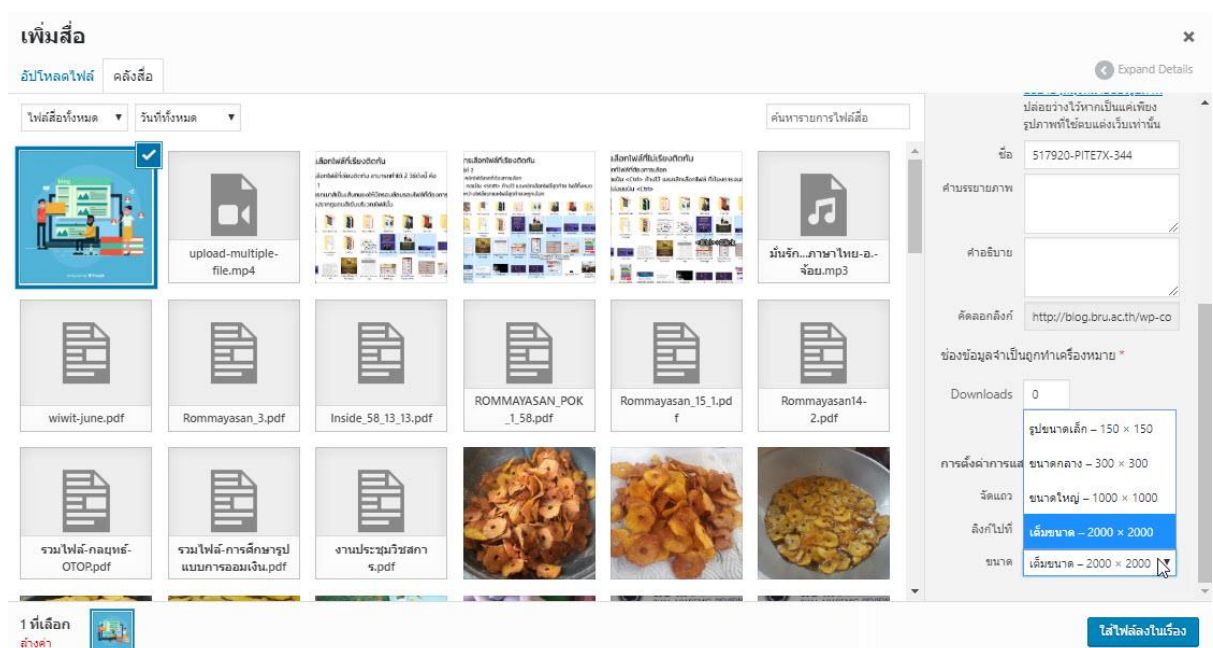 เพิ่มสื่อ
×
อัปโหลดไฟล์
คลังสื่อ
Expand Details
ไฟล์สื่อทั้งหมด
วันที่ทั้งหมด
ค้นหารายการไฟล์สื่อ
blog
upload-multiple-
file.mp4
มั่นรัก...ภาษาไทย-อ.-
จ้อย.mp3
wiwit-june.pdf
Rommayasan_3.pdf
Inside_58_13_13.pdf
ROMMAYASAN_POK
_1_58.pdf
Rommayasan_15_1.pd
f
Rommayasan14-
2.pdf
รวมไฟล์-กลยุทธ์-
OTOP.pdf
รวมไฟล์-การศึกษารูป
แบบการออมเงิน.pdf
งานประชุมวิชสกา
ร.pdf
ปล่อยว่างไว้หากเป็นแค่เพียง
รูปภาพที่ใช้ตบแต่งเว็บเท่านั้น
ชื่อ
517920-PITE7X-344
คำบรรยายภาพ
คำอธิบาย
คัดลอกลิงก์
http://blog.bru.ac.th/wp-co
ช่องข้อมูลจำเป็นถูกทำเครื่องหมาย *
Downloads
0
รูปขนาดเล็ก – 150 × 150
การตั้งค่าการแส
ขนาดกลาง – 300 × 300
จัดแถว
ขนาดใหญ่ – 1000 × 1000
ลิงก์ไปที่
เต็มขนาด – 2000 × 2000
ขนาด
เต็มขนาด – 2000 × 2000
1 ที่เลือก
ล้างค่า
ใส่ไฟล์ลงในเรื่อง